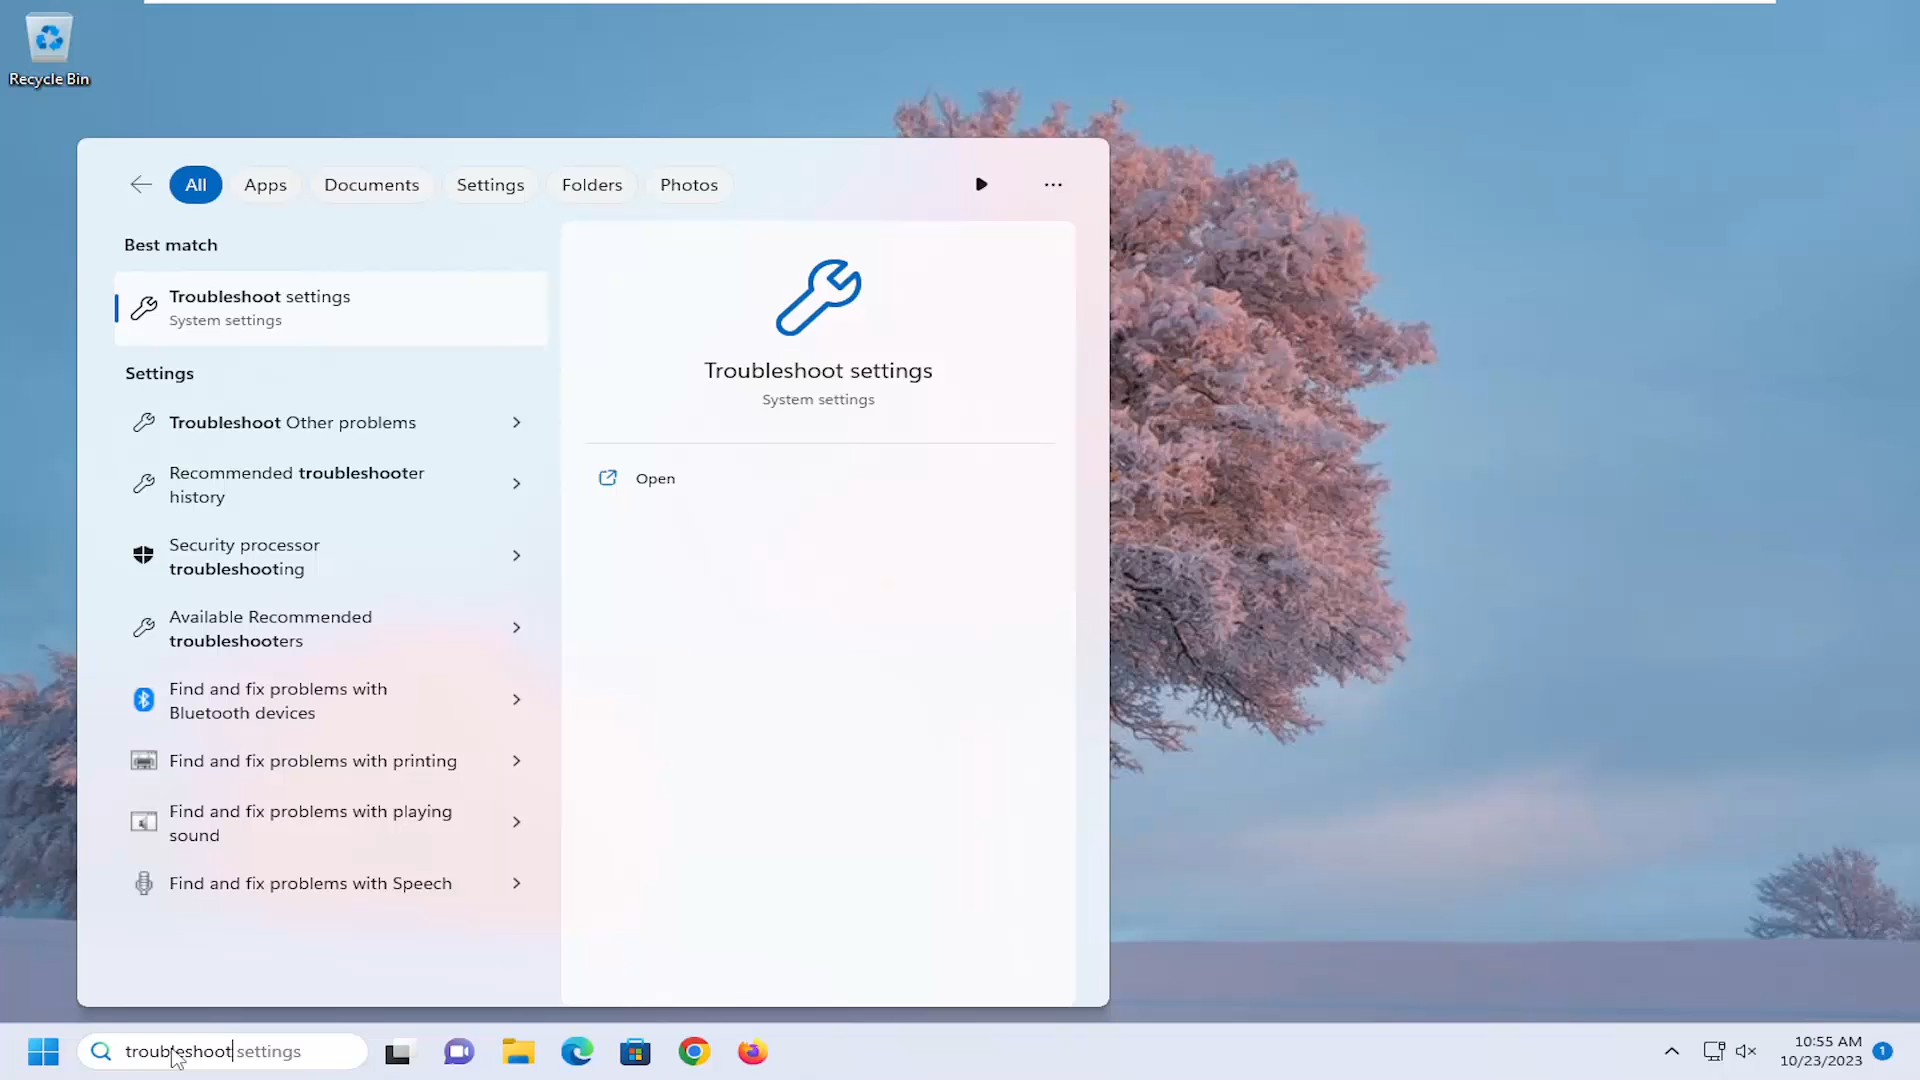 Recycle Bin
All Apps Documents Settings Folders Photos
Best match
Troubleshoot settings
System settings
Settings
Troubleshoot Other problems
Recommended troubleshooter
history
Security processor
troubleshooting
Available Recommended
troubleshooters
Find and fix problems with
Bluetooth devices
Find and fix problems with printing
Find and fix problems with playing
sound
Find and fix problems with Speech
Troubleshoot settings
System settings
Open
troubleshoot settings
10:55 AM
10/23/2023
1